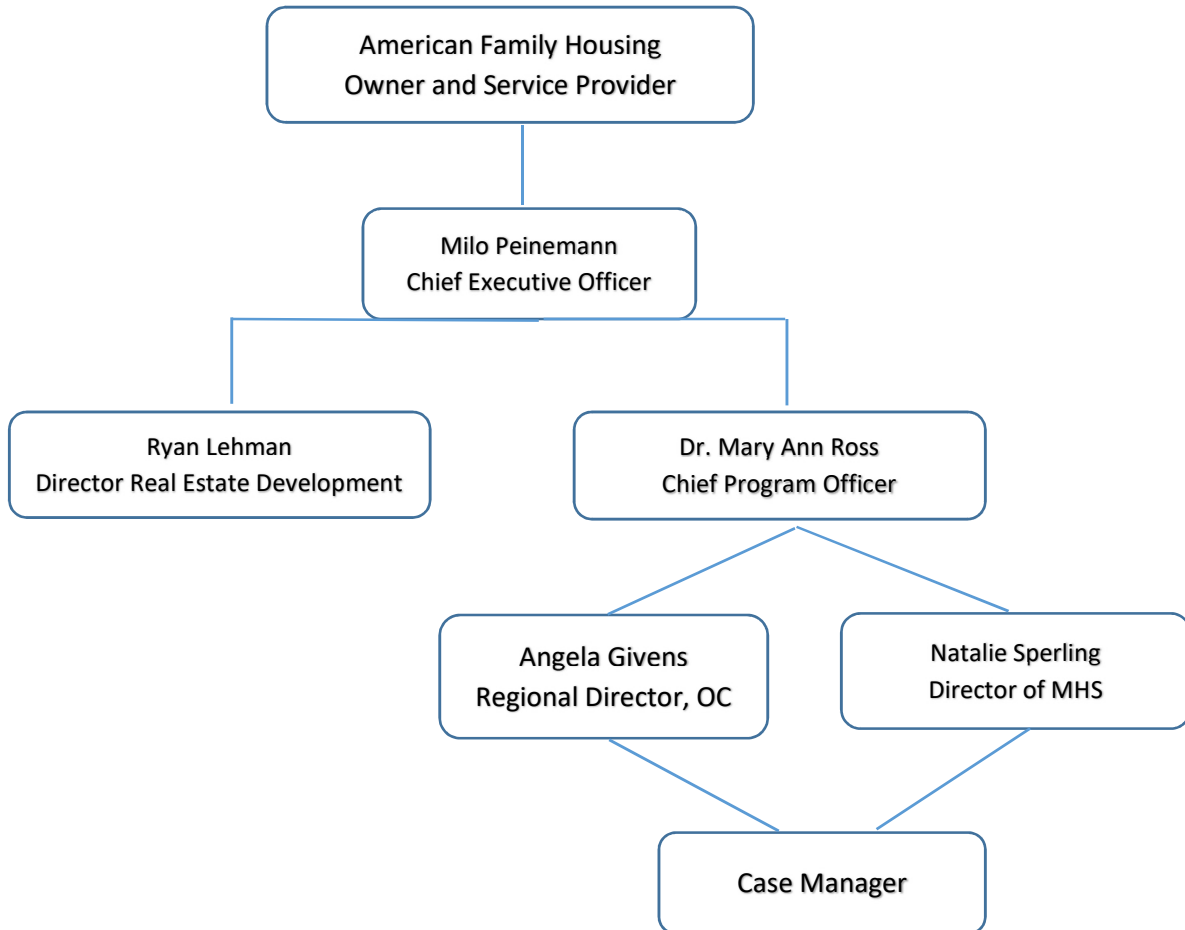 American Family Housing
Owner and Service Provider
Milo Peinemann
Chief Executive Officer
Ryan Lehman
Director Real Estate Development
Dr. Mary Ann Ross
Chief Program Officer
Angela Givens
Regional Director, OC
Natalie Sperling
Director of MHS
Case Manager